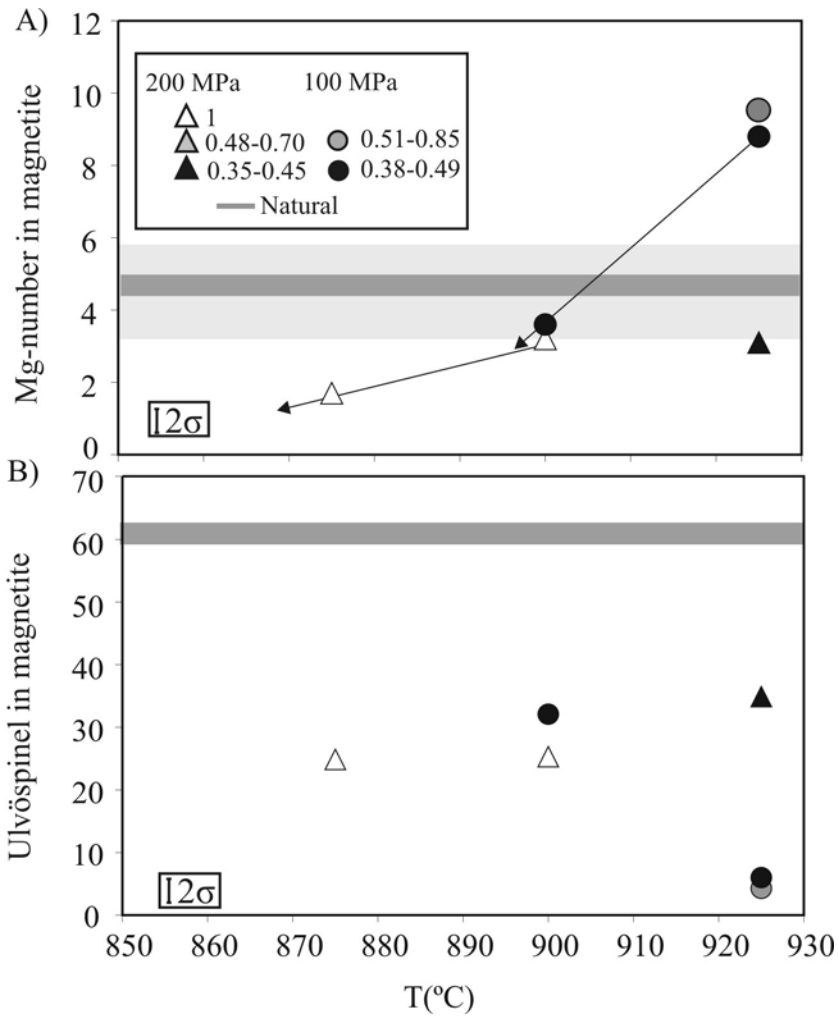 A)
12
10
8
6
4
2
0
Mg-number in magnetite
200 MPa 100 MPa
1
0.48-0.70 0.51-0.85
0.35-0.45 0.38-0.49
Natural
2σ
B)
70
60
50
40
30
20
10
0
Ulvöspinel in magnetite
2σ
850 860 870 880 890 900 910 920 930
T(ºC)